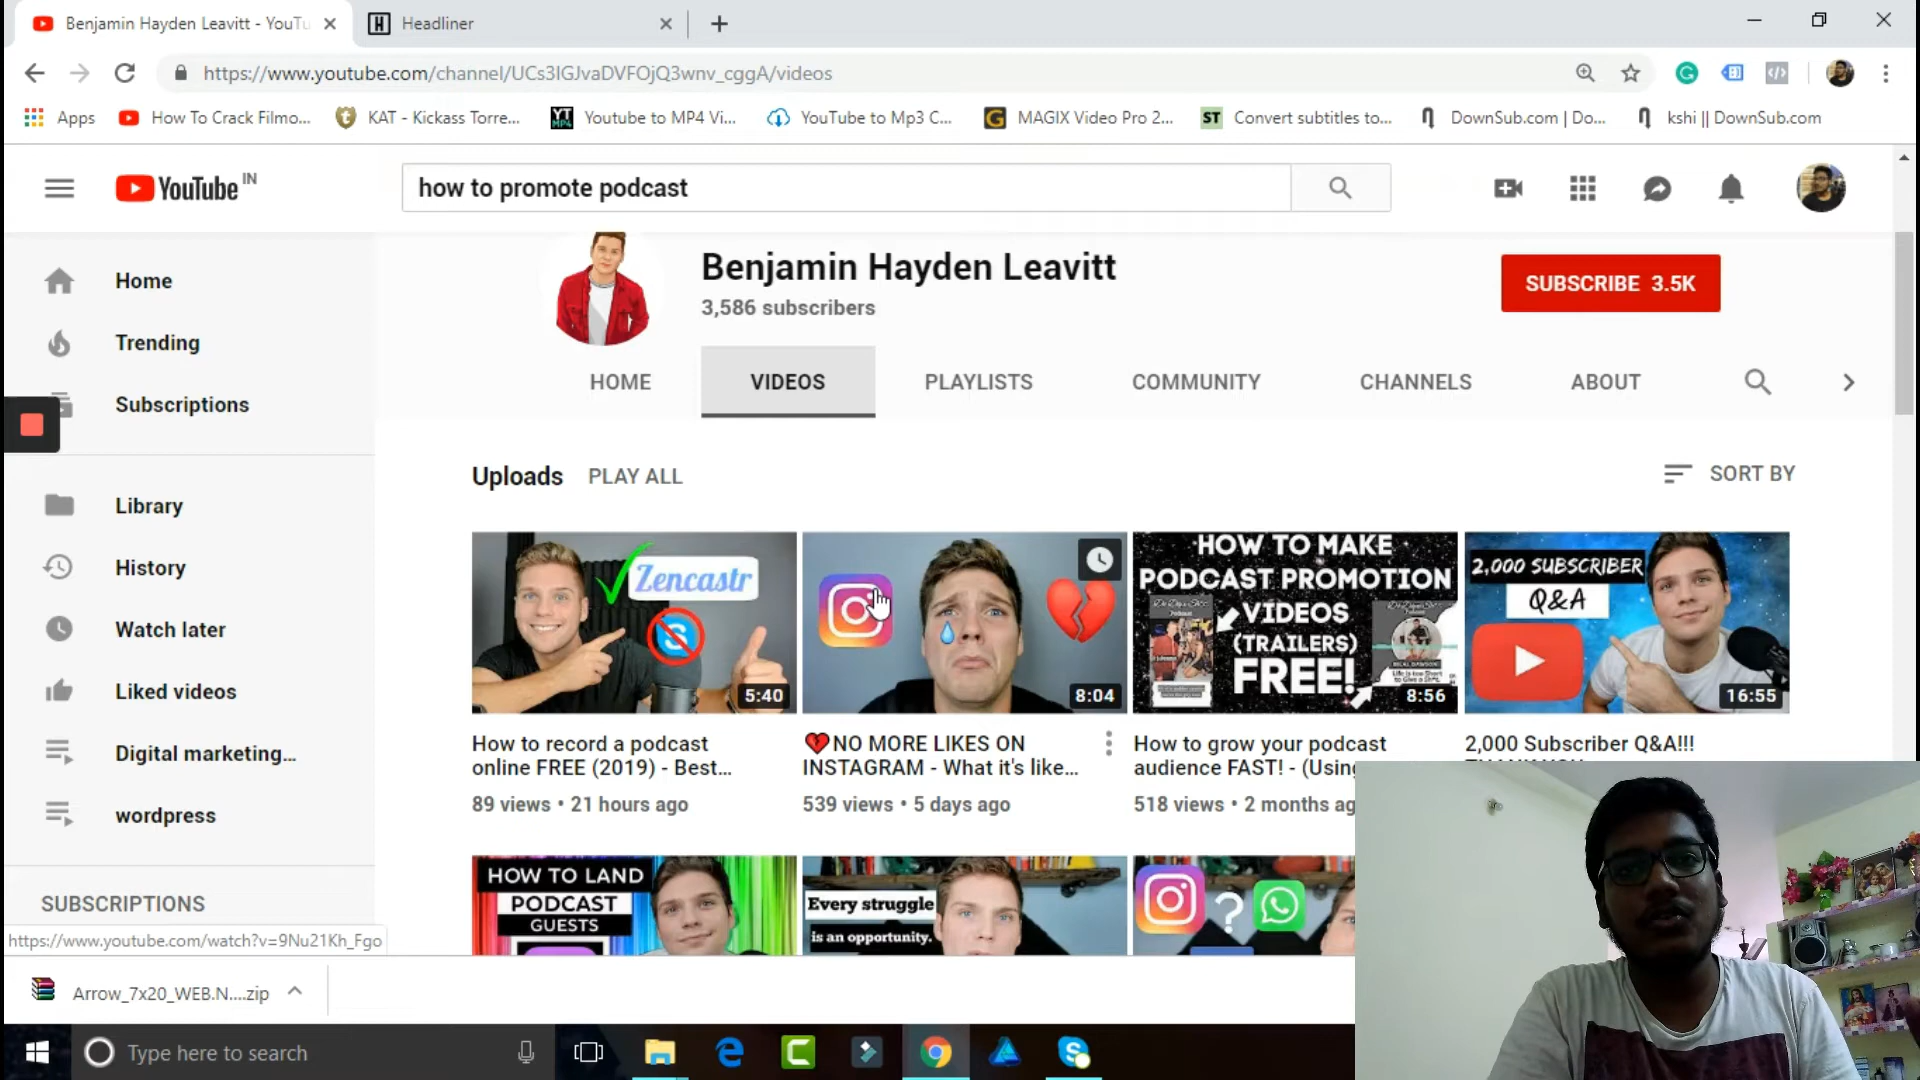 Benjamin Hayden Leavitt - YouTu
Headliner
https://www.youtube.com/channel/UCs3IGJvaDVFOjQ3wnv_cggA/videos
Apps
How To Crack Filmo...
KAT - Kickass Torre...
YT
MP4
Youtube to MP4 Vi...
YouTube to Mp3 C...
MAGIX Video Pro 2...
ST
Convert subtitles to...
DownSub.com | Do...
kshi || DownSub.com
YouTube IN
how to promote podcast
Home
Trending
Subscriptions
Library
History
Watch later
Liked videos
Digital marketing...
wordpress
SUBSCRIPTIONS
Benjamin Hayden Leavitt
3,586 subscribers
SUBSCRIBE 3.5K
HOME
VIDEOS
PLAYLISTS
COMMUNITY
CHANNELS
ABOUT
Uploads
PLAY ALL
SORT BY
Zencastr
5:40
8:04
HOW TO MAKE
PODCAST PROMOTION
VIDEOS
(TRAILERS)
FREE!
8:56
2,000 SUBSCRIBER
Q&A
16:55
How to record a podcast
online FREE (2019) - Best...
89 views • 21 hours ago
NO MORE LIKES ON
INSTAGRAM - What it's like...
539 views • 5 days ago
How to grow your podcast
audience FAST! - (Using
518 views • 2 months ag
2,000 Subscriber Q&A!!!
HOW TO LAND
PODCAST
GUESTS
Every struggle
is an opportunity.
?
https://www.youtube.com/watch?v=9Nu21Kh_Fgo
Arrow_7x20_WEB.N....zip
Type here to search